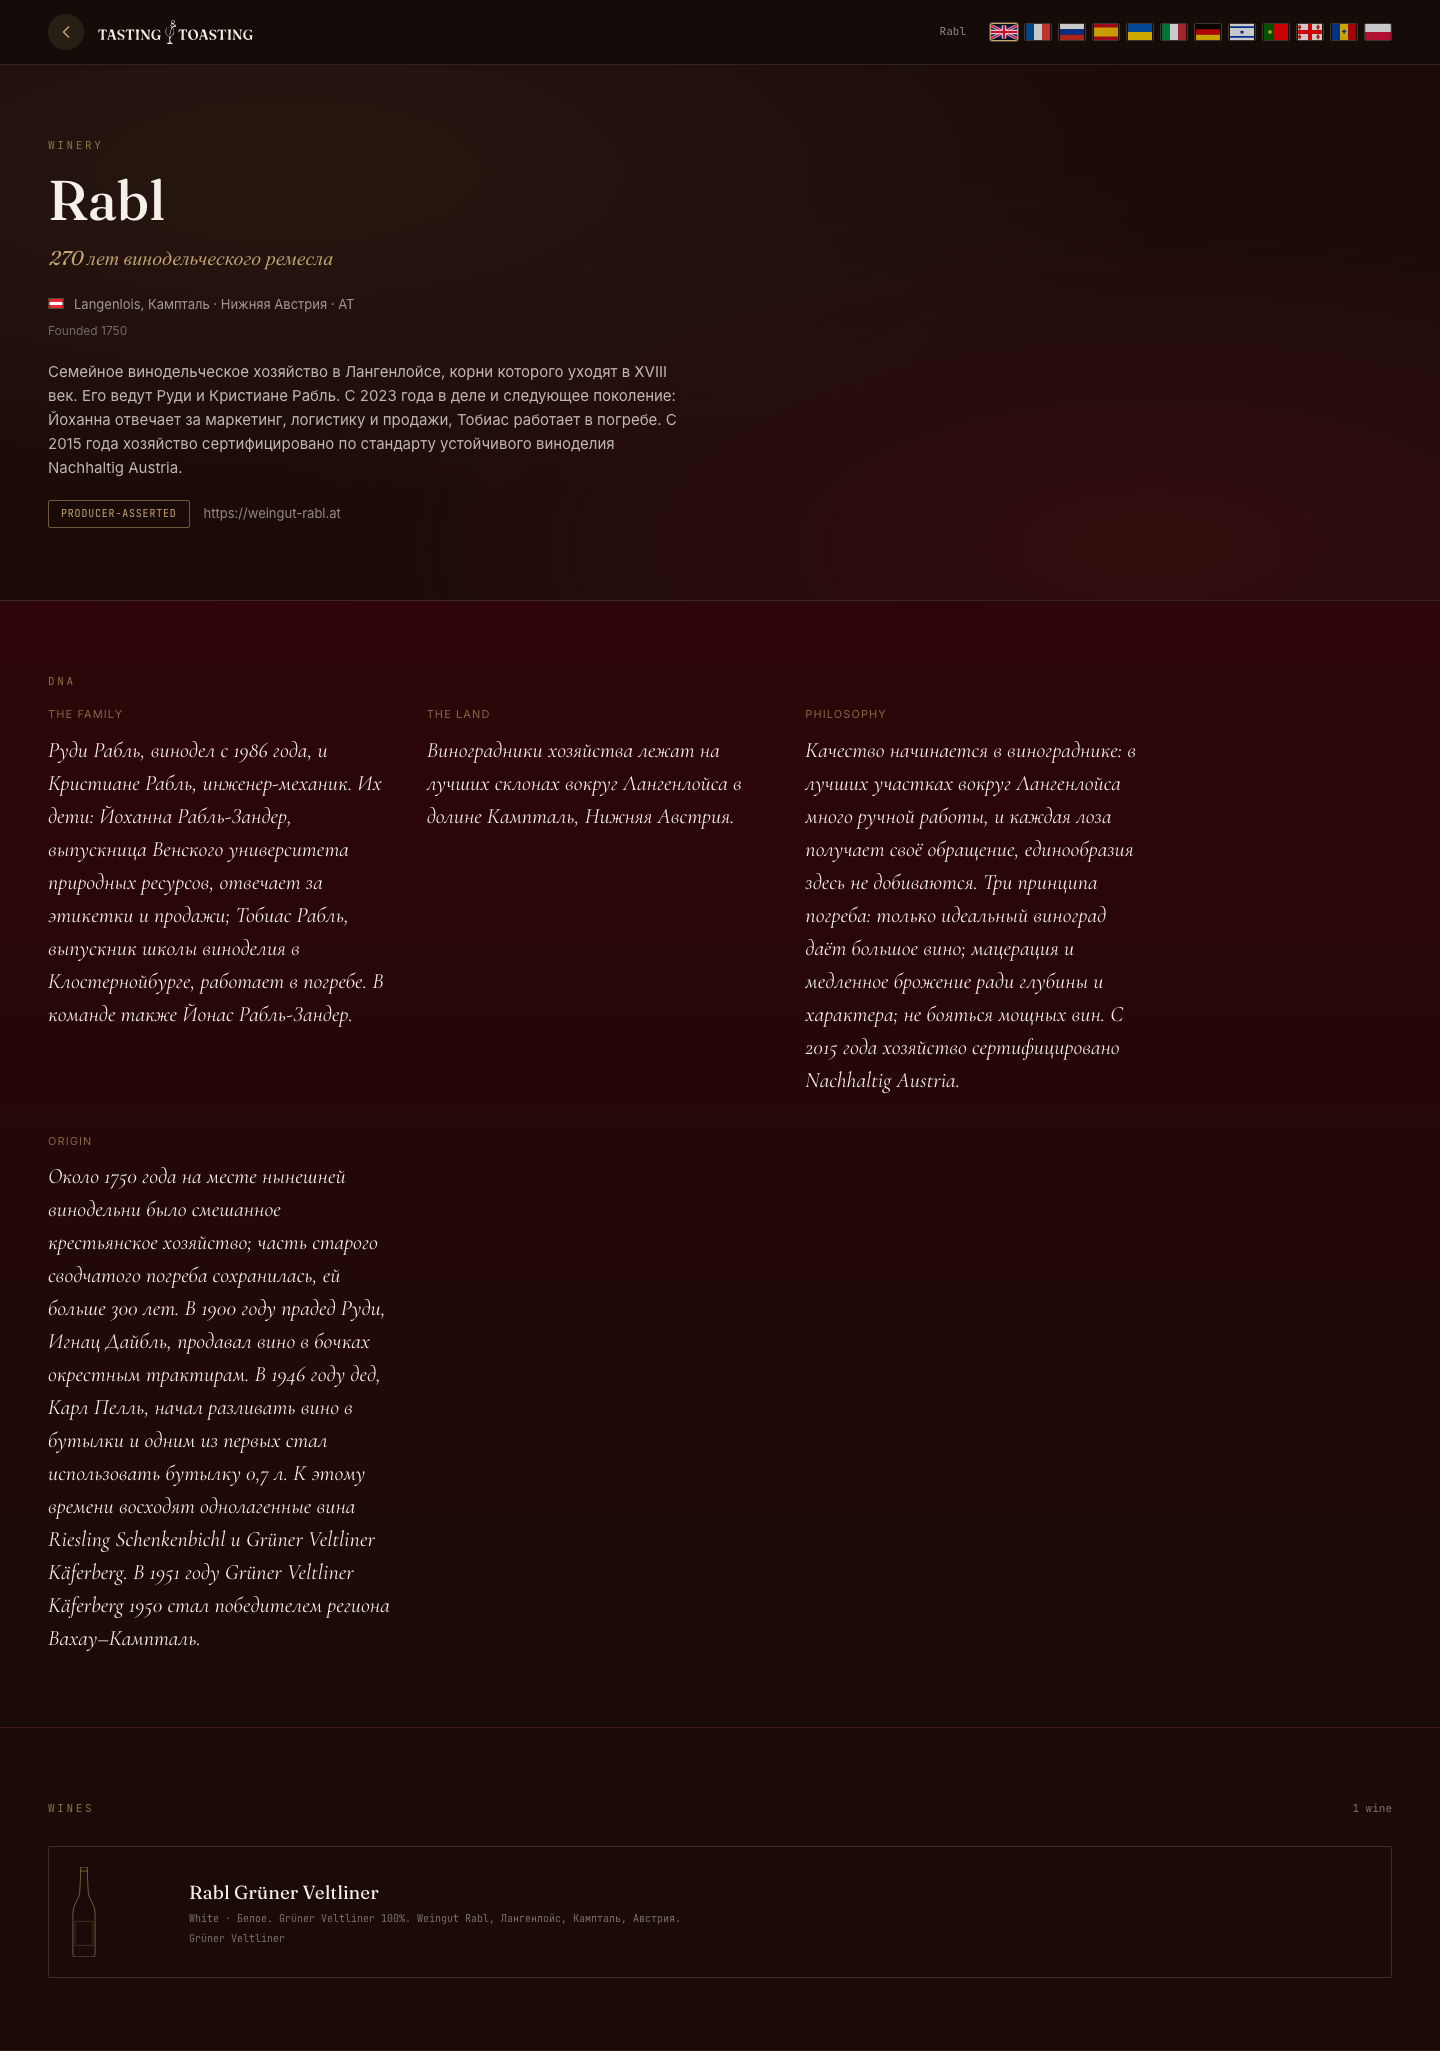 TASTING TOASTING
Rabl
WINERY
Rabl
270 лет винодельческого ремесла
Langenlois, Кампталь · Нижняя Австрия · AT
Founded 1750
Семейное винодельческое хозяйство в Лангенлойсе, корни которого уходят в XVIII
век. Его ведут Руди и Кристиане Рабль. С 2023 года в деле и следующее поколение:
Йоханна отвечает за маркетинг, логистику и продажи, Тобиас работает в погребе. С
2015 года хозяйство сертифицировано по стандарту устойчивого виноделия
Nachhaltig Austria.
PRODUCER-ASSERTED
https://weingut-rabl.at
DNA
THE FAMILY
Руди Рабль, винодел с 1986 года, и
Кристиане Рабль, инженер-механик. Их
дети: Йоханна Рабль-Зандер,
выпускница Венского университета
природных ресурсов, отвечает за
этикетки и продажи; Тобиас Рабль,
выпускник школы виноделия в
Клостернойбурге, работает в погребе. В
команде также Йонас Рабль-Зандер.
THE LAND
Виноградники хозяйства лежат на
лучших склонах вокруг Лангенлойса в
долине Кампталь, Нижняя Австрия.
PHILOSOPHY
Качество начинается в винограднике: в
лучших участках вокруг Лангенлойса
много ручной работы, и каждая лоза
получает своё обращение, единообразия
здесь не добиваются. Три принципа
погреба: только идеальный виноград
даёт большое вино; мацерация и
медленное брожение ради глубины и
характера; не бояться мощных вин. С
2015 года хозяйство сертифицировано
Nachhaltig Austria.
ORIGIN
Около 1750 года на месте нынешней
винодельни было смешанное
крестьянское хозяйство; часть старого
сводчатого погреба сохранилась, ей
больше 300 лет. В 1900 году прадед Руди,
Игнац Дайбль, продавал вино в бочках
окрестным трактирам. В 1946 году дед,
Карл Пелль, начал разливать вино в
бутылки и одним из первых стал
использовать бутылку 0,7 л. К этому
времени восходят однолагенные вина
Riesling Schenkenbichl и Grüner Veltliner
Käferberg. В 1951 году Grüner Veltliner
Käferberg 1950 стал победителем региона
Вахау–Кампталь.
WINES
1 wine
Rabl Grüner Veltliner
White · Белое. Grüner Veltliner 100%. Weingut Rabl, Лангенлойс, Кампталь, Австрия.
Grüner Veltliner